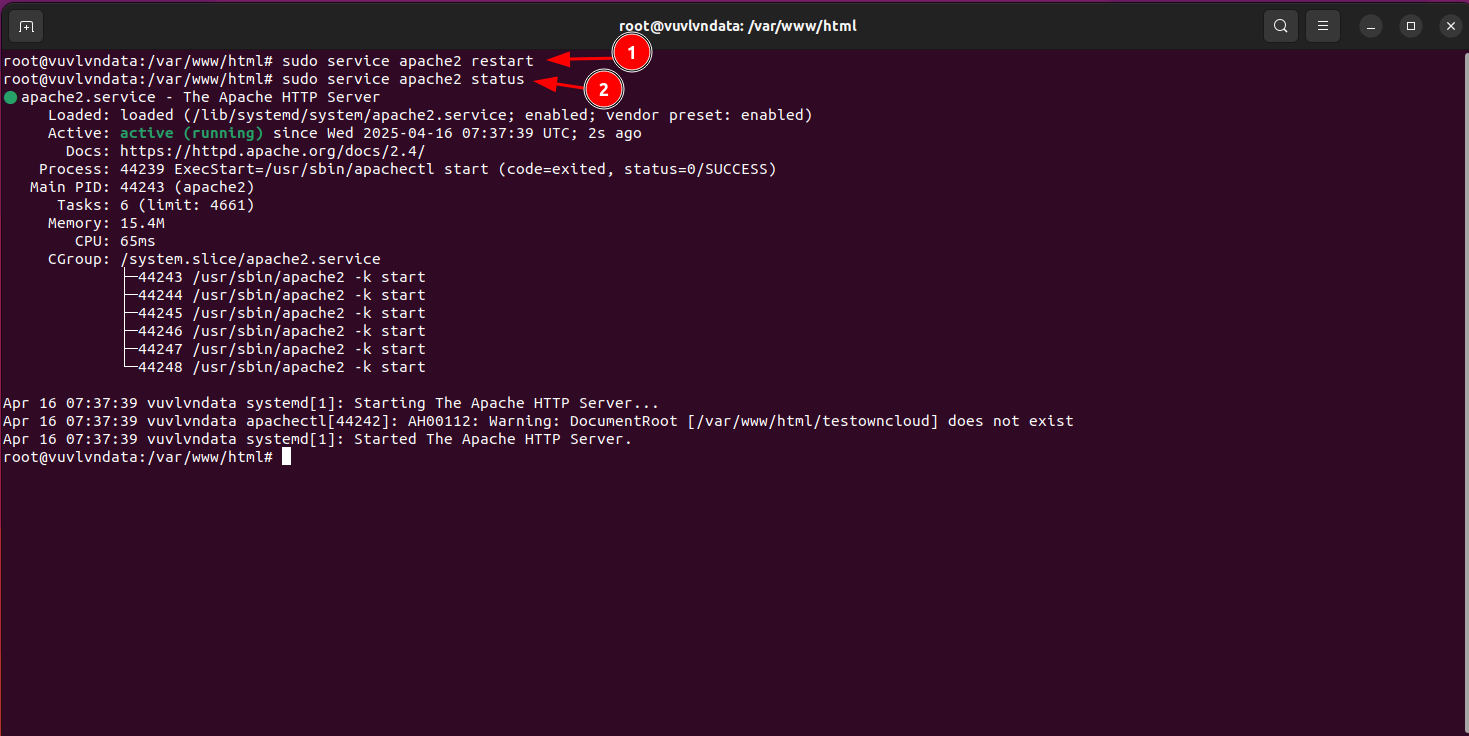 root@vuvlvndata: /var/www/html
root@vuvlvndata:/var/www/html# sudo service apache2 restart
1
root@vuvlvndata:/var/www/html# sudo service apache2 status
2
apache2.service - The Apache HTTP Server
Loaded: loaded (/lib/systemd/system/apache2.service; enabled; vendor preset: enabled)
Active: active (running) since Wed 2025-04-16 07:37:39 UTC; 2s ago
Docs: https://httpd.apache.org/docs/2.4/
Process: 44239 ExecStart=/usr/sbin/apachectl start (code=exited, status=0/SUCCESS)
Main PID: 44243 (apache2)
Tasks: 6 (limit: 4661)
Memory: 15.4M
CPU: 65ms
CGroup: /system.slice/apache2.service
├─44243 /usr/sbin/apache2 -k start
├─44244 /usr/sbin/apache2 -k start
├─44245 /usr/sbin/apache2 -k start
├─44246 /usr/sbin/apache2 -k start
├─44247 /usr/sbin/apache2 -k start
└─44248 /usr/sbin/apache2 -k start
Apr 16 07:37:39 vuvlvndata systemd[1]: Starting The Apache HTTP Server...
Apr 16 07:37:39 vuvlvndata apachectl[44242]: AH00112: Warning: DocumentRoot [/var/www/html/testowncloud] does not exist
Apr 16 07:37:39 vuvlvndata systemd[1]: Started The Apache HTTP Server.
root@vuvlvndata:/var/www/html#